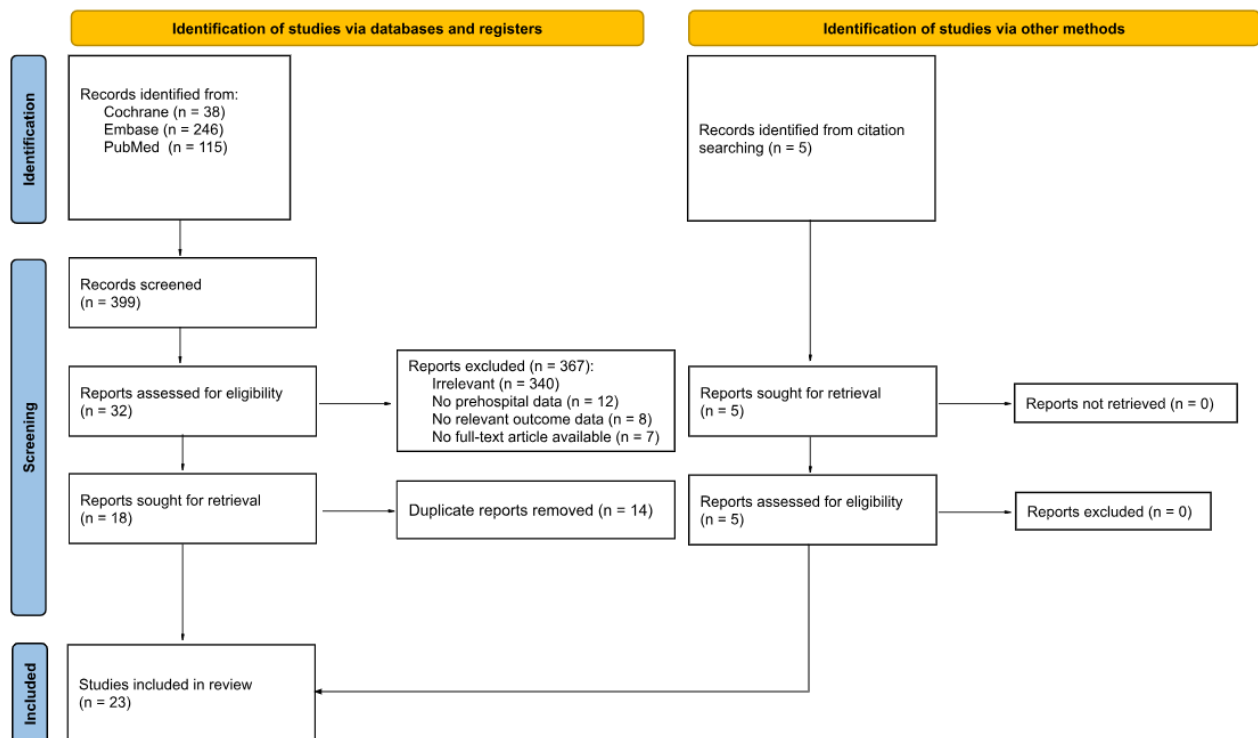 Identification of studies via databases and registers
Identification of studies via other methods
Identification
Records identified from:
Cochrane (n = 38)
Embase (n = 246)
PubMed (n = 115)
Records identified from citation
searching (n = 5)
Screening
Records screened
(n = 399)
Reports assessed for eligibility
(n = 32)
Reports excluded (n = 367):
Irrelevant (n = 340)
No prehospital data (n = 12)
No relevant outcome data (n = 8)
No full-text article available (n = 7)
Reports sought for retrieval
(n = 5)
Reports not retrieved (n = 0)
Reports sought for retrieval
(n = 18)
Duplicate reports removed (n = 14)
Reports assessed for eligibility
(n = 5)
Reports excluded (n = 0)
Included
Studies included in review
(n = 23)